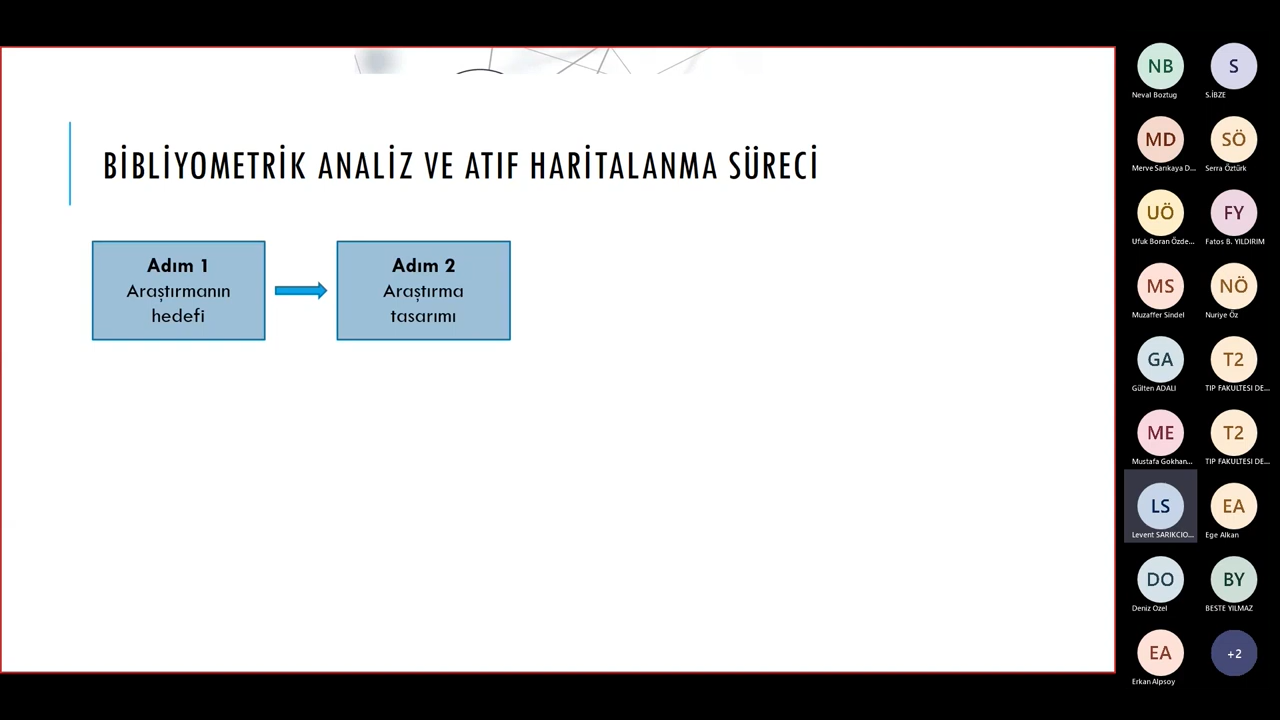 BİBLİYOMETRİK ANALİZ VE ATIF HARİTALANMA SÜRECİ
Adım 1
Araştırmanın
hedefi
Adım 2
Araştırma
tasarımı
NB
Neval Boztug
S
S.İBZE
MD
Merve Sarıkaya D...
SÖ
Serra Öztürk
UÖ
Ufuk Boran Özde...
FY
Fatos B. YILDIRIM
MS
Muzaffer Sindel
NÖ
Nuriye Öz
GA
Gülten ADALI
T2
TIP FAKULTESI DE...
ME
Mustafa Gokhan...
T2
TIP FAKULTESI DE...
LS
Levent SARIKCIO...
EA
Ege Alkan
DO
Deniz Ozel
BY
BESTE YILMAZ
EA
Erkan Alpsoy
+2